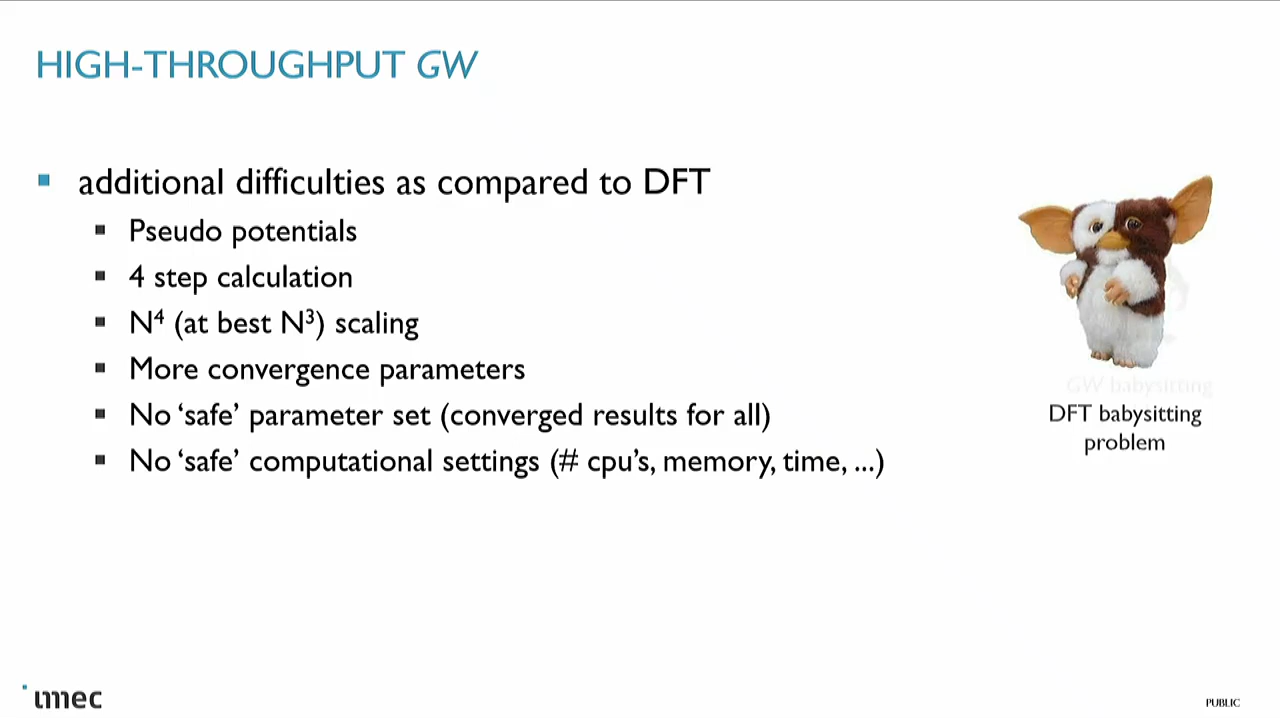 HIGH-THROUGHPUT GW
additional difficulties as compared to DFT
Pseudo potentials
4 step calculation
N⁴ (at best N³) scaling
More convergence parameters
No ‘safe’ parameter set (converged results for all)
No ‘safe’ computational settings (# cpu’s, memory, time, ...)
GW babysitting
DFT babysitting
problem
imec
PUBLIC